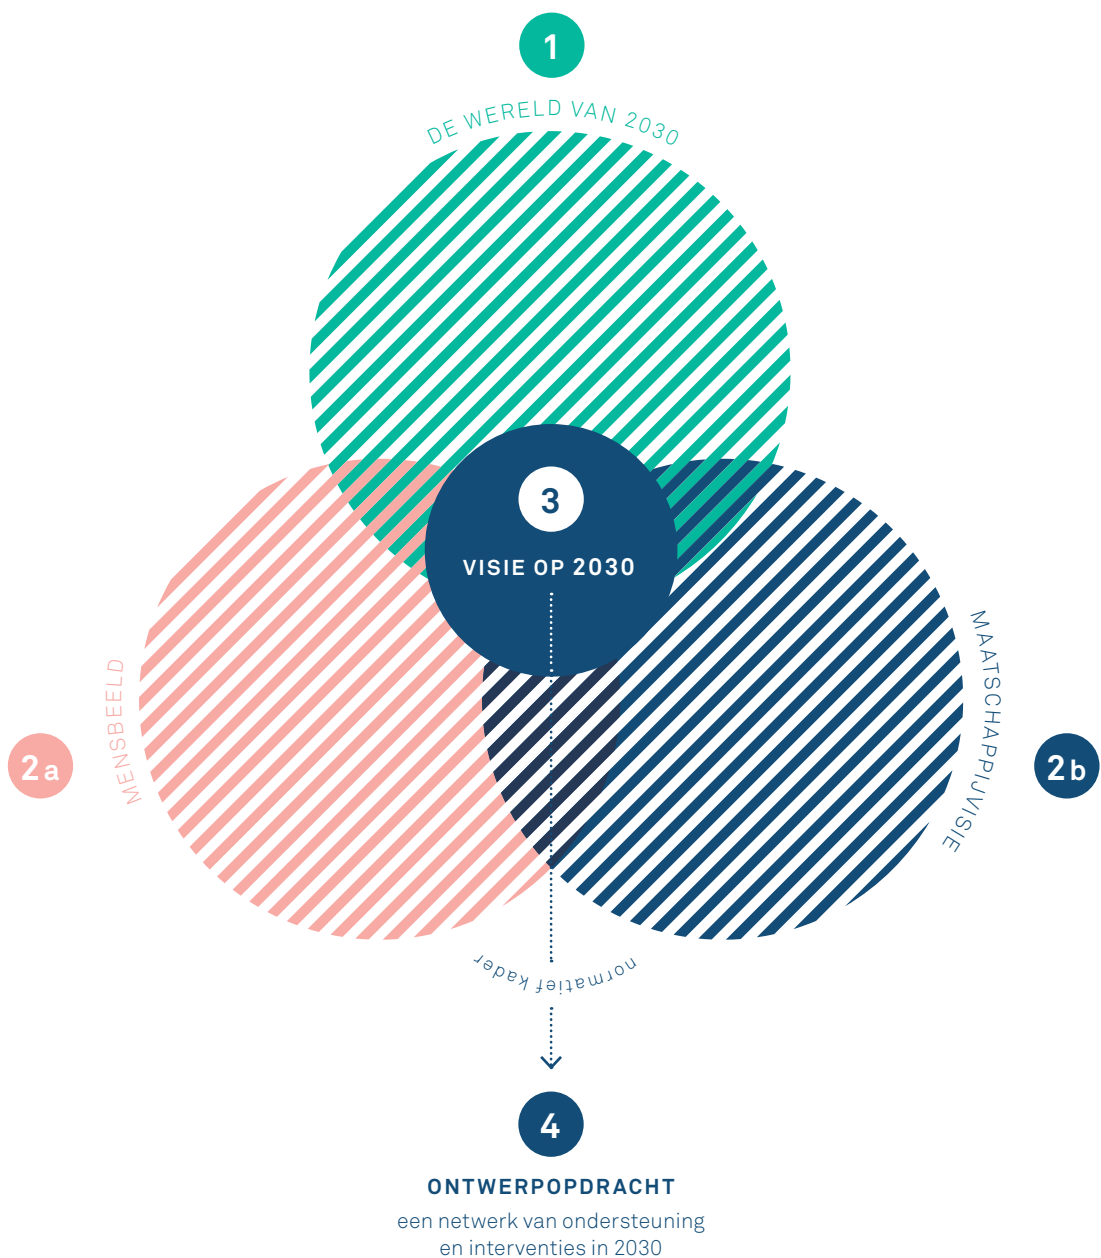 1
DE WERELD VAN 2030
3
VISIE OP 2030
MENSBEELD
2a
MAATSCHAPPIJVISIE
2b
normatief kader
4
ONTWERPOPDRACHT
een netwerk van ondersteuning
en interventies in 2030